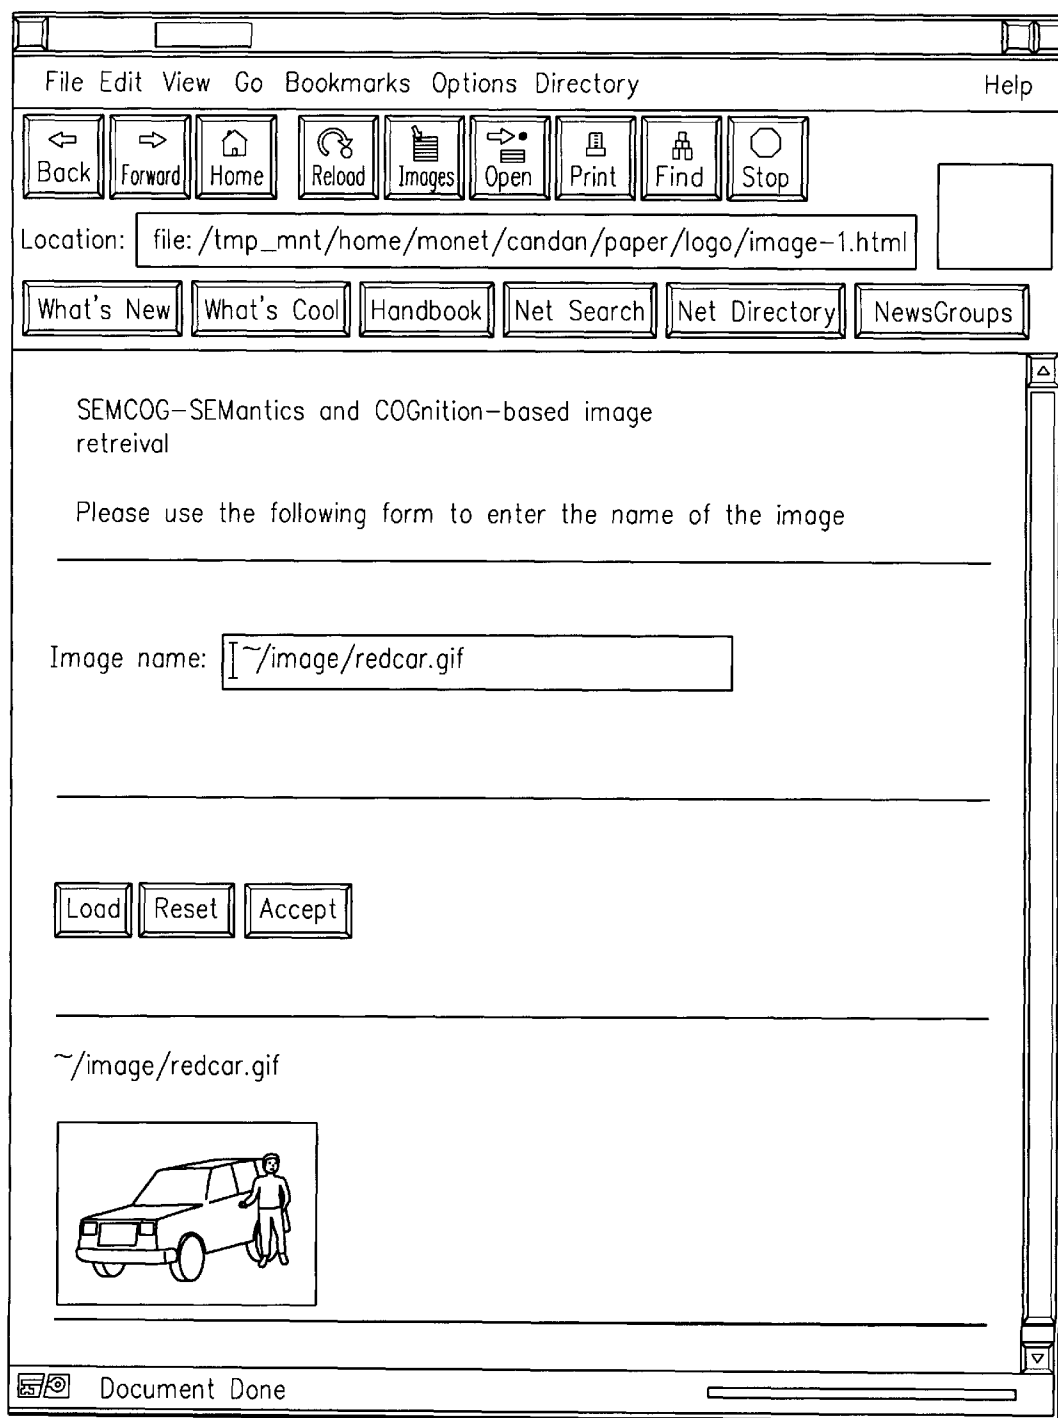 File Edit View Go Bookmarks Options Directory Help
Back Forward Home Reload Images Open Print Find Stop
Location: file:/tmp_mnt/home/monet/candan/paper/logo/image-1.html
What's New What's Cool Handbook Net Search Net Directory NewsGroups
SEMCOG-SEMantics and COGnition-based image
retreival
Please use the following form to enter the name of the image
Image name: ~/image/redcar.gif
Load Reset Accept
~/image/redcar.gif
Document Done